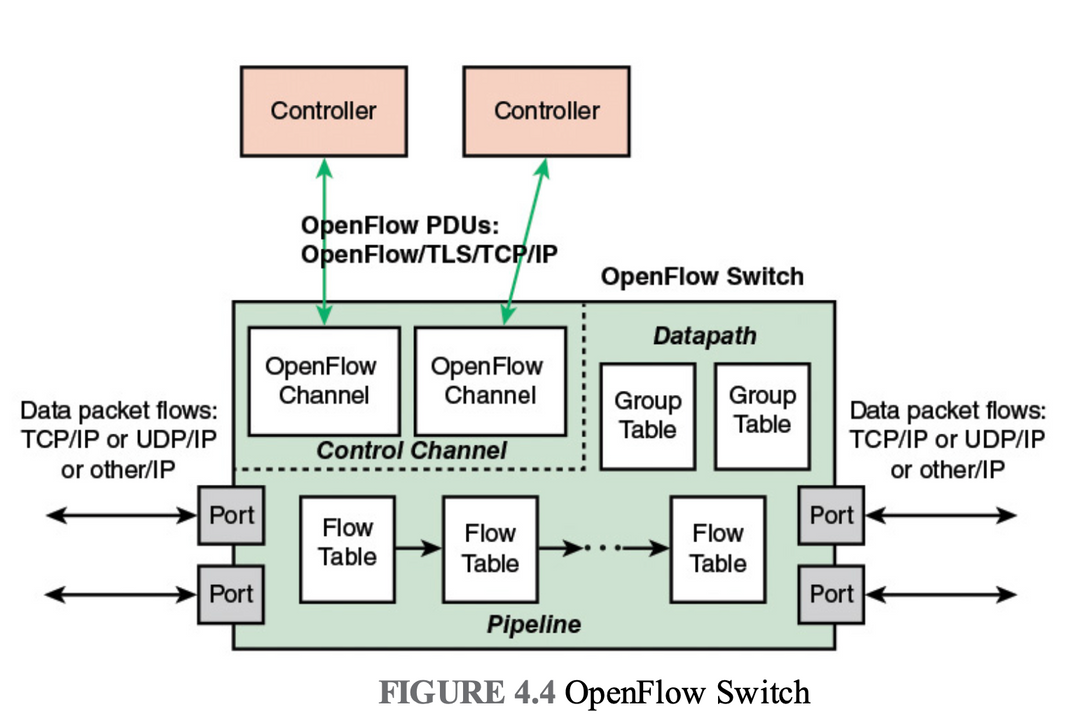 Controller
Controller
OpenFlow PDUs:
OpenFlow/TLS/TCP/IP
OpenFlow Switch
Datapath
OpenFlow
Channel
OpenFlow
Channel
Group
Table
Group
Table
Control Channel
Data packet flows:
TCP/IP or UDP/IP
or other/IP
Data packet flows:
TCP/IP or UDP/IP
or other/IP
Port
Port
Port
Port
Flow
Table
Flow
Table
...
Flow
Table
Pipeline
FIGURE 4.4 OpenFlow Switch